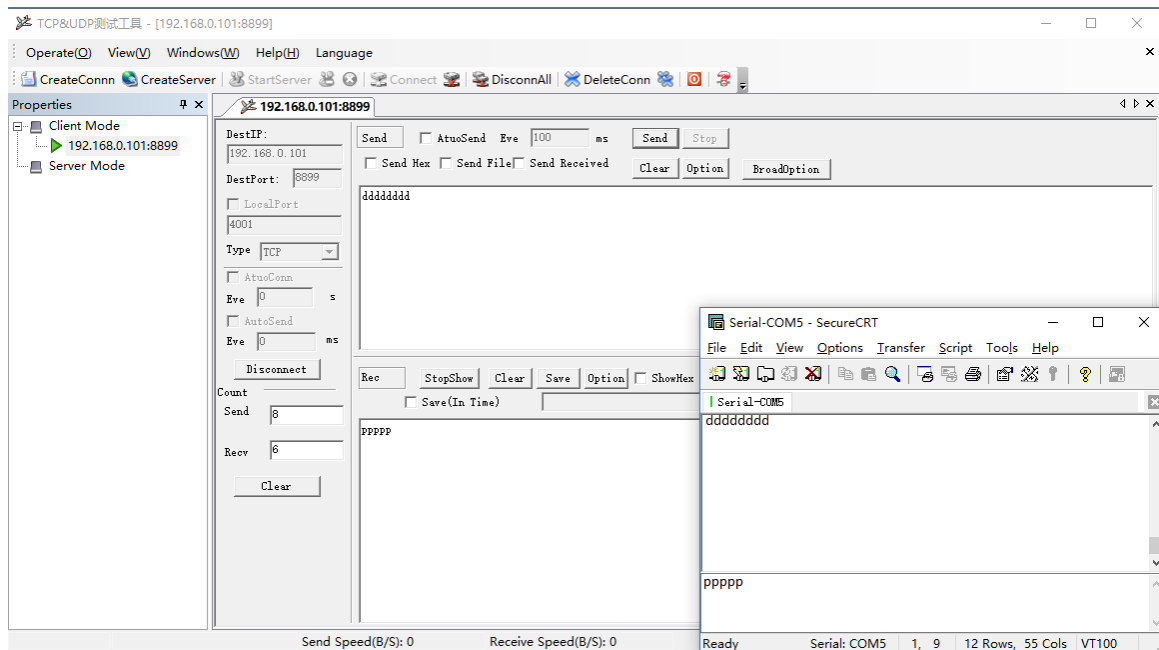 TCP&UDP测试工具 - [192.168.0.101:8899]
Operate(O) View(V) Windows(W) Help(H) Language
CreateConnn CreateServer StartServer Connect DisconnAll DeleteConn
Properties
Client Mode
192.168.0.101:8899
Server Mode
192.168.0.101:8899
DestIP:
192.168.0.101
DestPort: 8899
LocalPort
4001
Type TCP
AtuoConn
Eve 0 s
AutoSend
Eve 0 ms
Disconnect
Count
Send 8
Recv 6
Clear
Send AtuoSend Eve 100 ms Send Stop
Send Hex Send File Send Received Clear Option BroadOption
dddddddd
Rec StopShow Clear Save Option ShowHex
Save(In Time)
PPPPP
Serial-COM5 - SecureCRT
File Edit View Options Transfer Script Tools Help
Serial-COM5
dddddddd
ppppp
Ready Serial: COM5 1, 9 12 Rows, 55 Cols VT100
Send Speed(B/S): 0 Receive Speed(B/S): 0